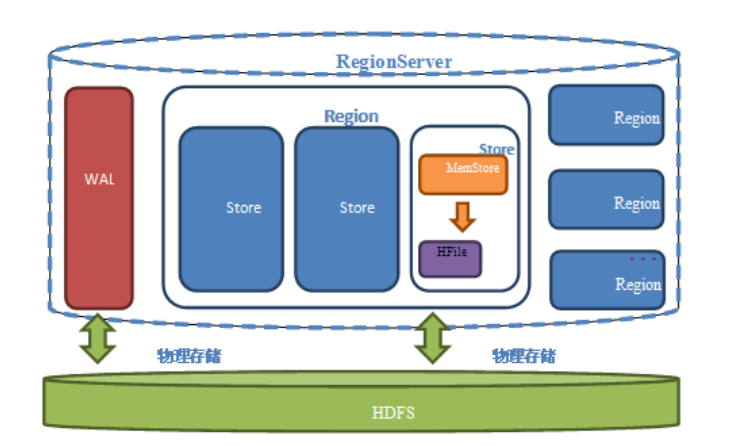 RegionServer
WAL
Region
Store
Store
Store
MemStore
HFile
Region
Region
...
Region
物理存储
物理存储
HDFS